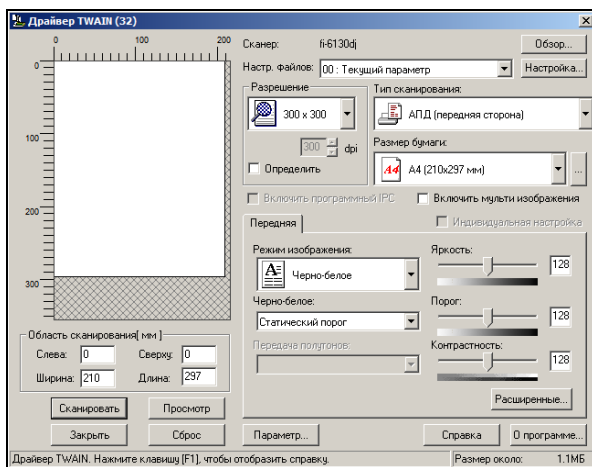 Драйвер TWAIN (32)
0 100 200
0
100
200
300
Сканер: fi-6130dj Обзор...
Настр. файлов: 00 : Текущий параметр Настройка...
Разрешение
300 x 300
300 dpi
Определить
Тип сканирования:
АПД (передняя сторона)
Размер бумаги:
A4 A4 (210x297 мм) ...
Включить программный IPC Включить мульти изображения
Передняя Индивидуальная настройка
Режим изображения:
Черно-белое
Черно-белое:
Статический порог
Передача полутонов:
Яркость:
128
Порог:
128
Контрастность:
128
Расширенные...
Область сканирования[ мм ]
Слева: 0 Сверху: 0
Ширина: 210 Длина: 297
Сканировать Просмотр
Закрыть Сброс Параметр... Справка О программе...
Драйвер TWAIN. Нажмите клавишу [F1], чтобы отобразить справку. Размер около: 1.1МБ